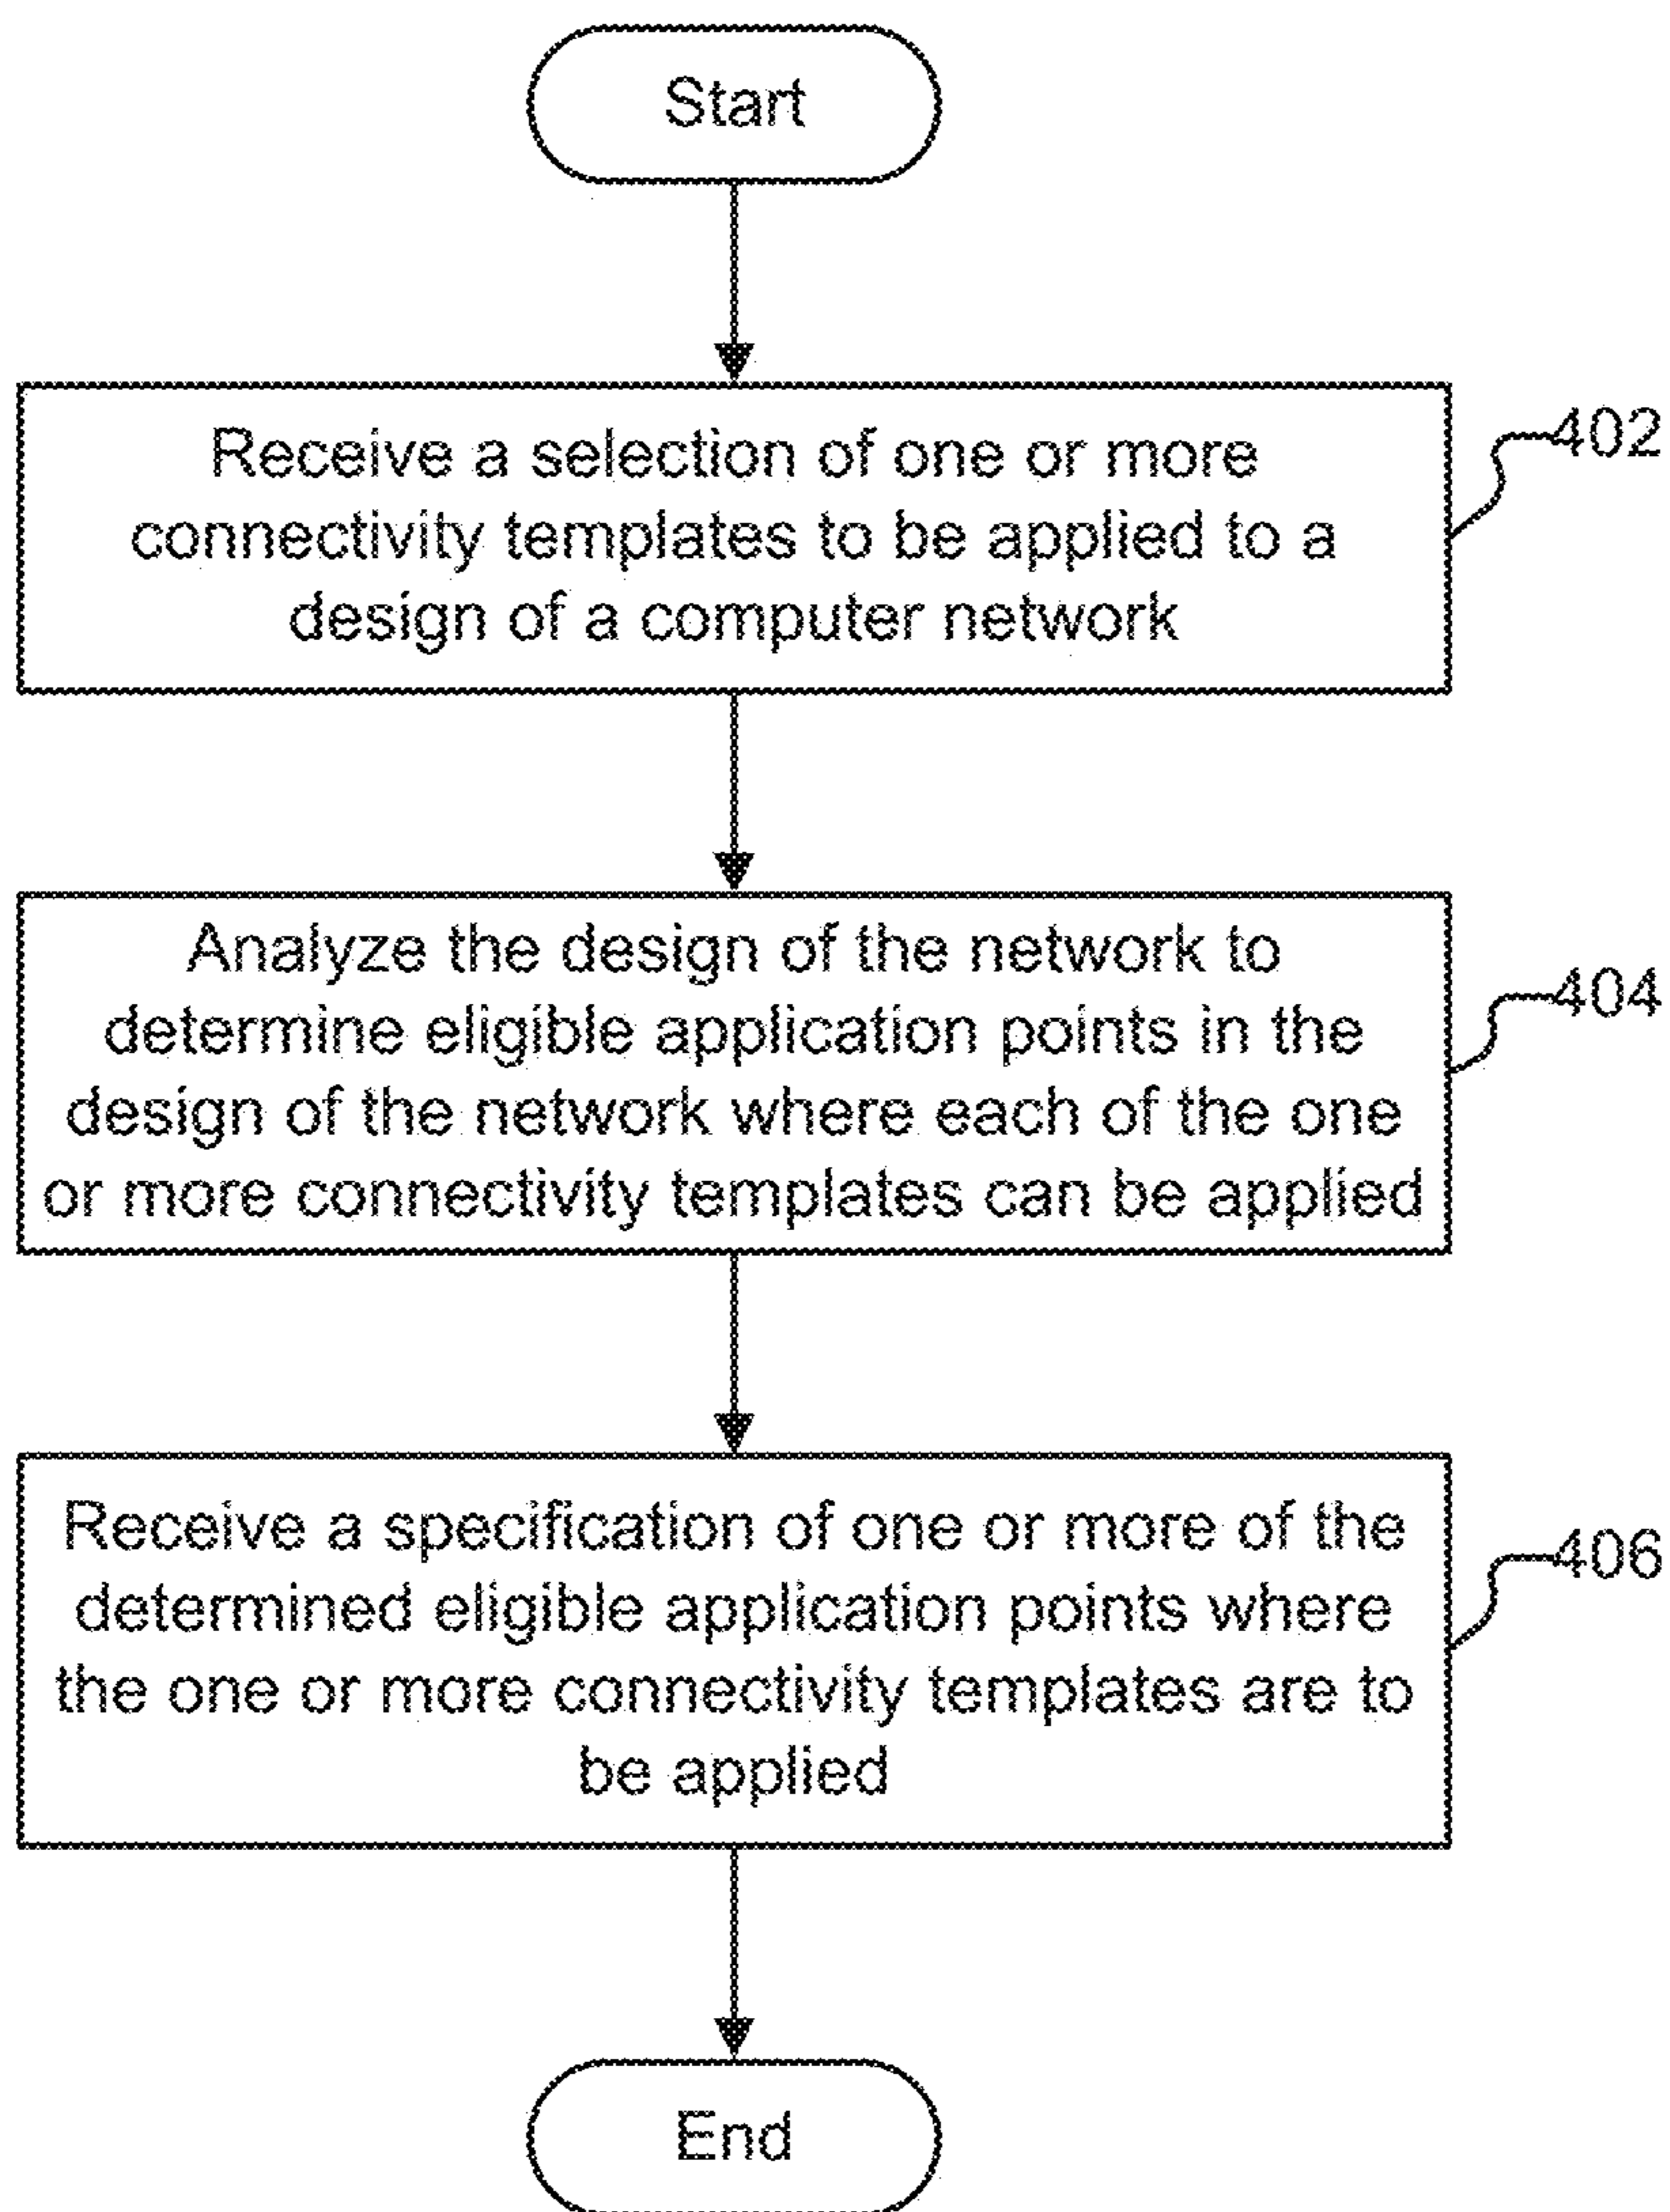 Start
Receive a selection of one or more
connectivity templates to be applied to a
design of a computer network
402
Analyze the design of the network to
determine eligible application points in the
design of the network where each of the one
or more connectivity templates can be applied
404
Receive a specification of one or more of the
determined eligible application points where
the one or more connectivity templates are to
be applied
406
End